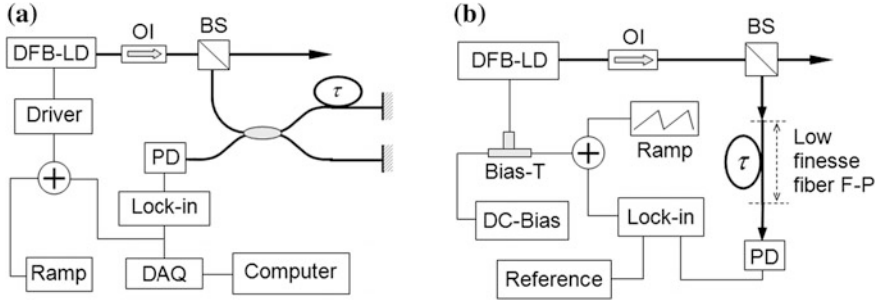 (a)
BS
OI
DFB-LD
τ
Driver
PD
+
Lock-in
Ramp
DAQ
Computer
(b)
BS
OI
DFB-LD
Ramp
+
τ
Low
finesse
fiber F-P
Bias-T
DC-Bias
Lock-in
PD
Reference